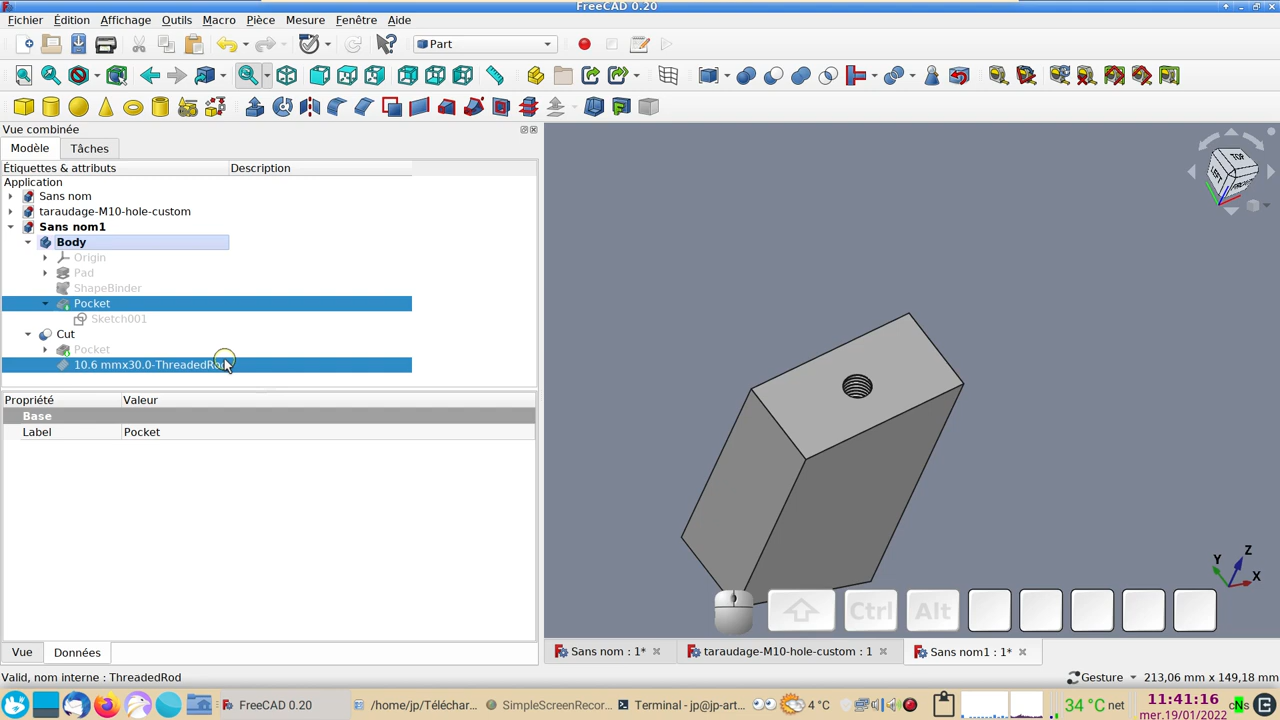 FreeCAD 0.20
Fichier Édition Affichage Outils Macro Pièce Mesure Fenêtre Aide
Part
Vue combinée
Modèle Tâches
Étiquettes & attributs Description
Application
Sans nom
taraudage-M10-hole-custom
Sans nom1
Body
Origin
Pad
ShapeBinder
Pocket
Sketch001
Cut
Pocket
10.6 mmx30.0-ThreadedRod
Propriété Valeur
Base
Label Pocket
TOP
LEFT
Z
Y
X
Ctrl Alt
Vue Données
Sans nom : 1* taraudage-M10-hole-custom : 1 Sans nom1 : 1*
Valid, nom interne : ThreadedRod Gesture 213,06 mm x 149,18 mm
FreeCAD 0.20 /home/jp/Téléchar... SimpleScreenRecor... Terminal - jp@jp-art... 4 °C 34 °C net 11:41:16 cNs
mer.19/01/2022